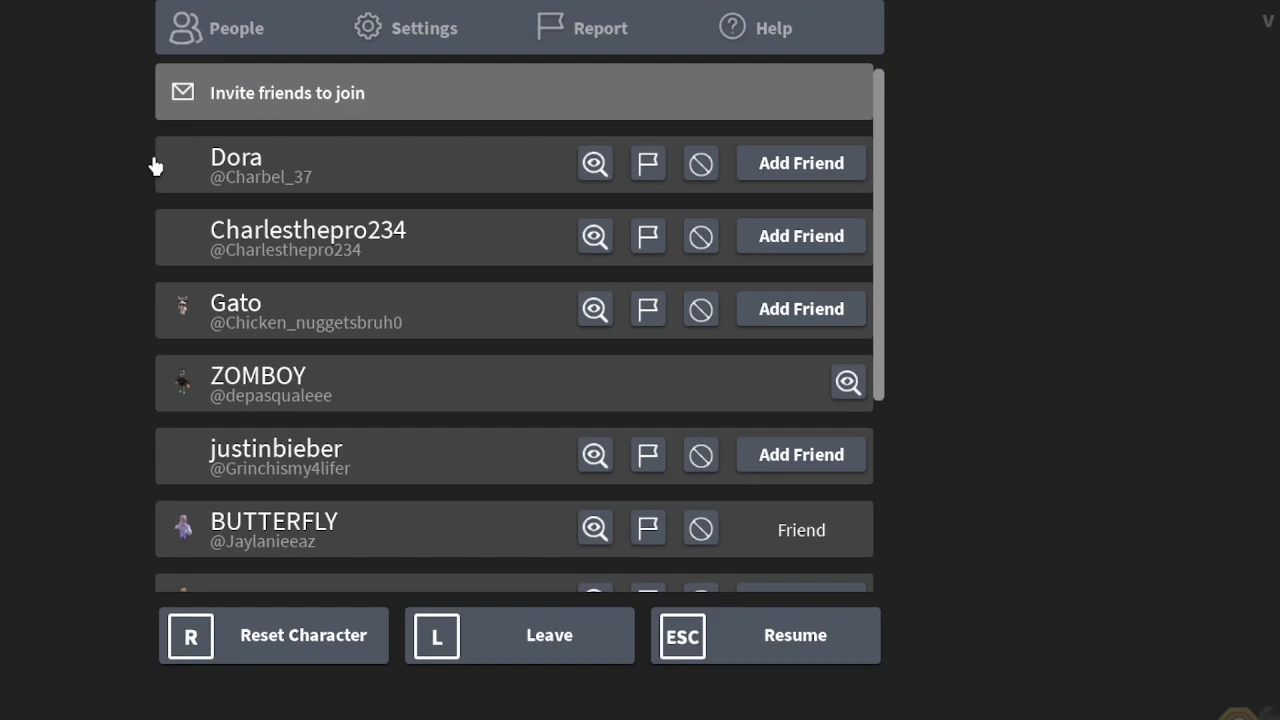 People
Settings
Report
Help
V
Invite friends to join
Dora
@Charbel_37
Add Friend
Charlesthepro234
@Charlesthepro234
Add Friend
Gato
@Chicken_nuggetsbruh0
Add Friend
ZOMBOY
@depasqualeee
justinbieber
@Grinchismy4lifer
Add Friend
BUTTERFLY
@Jaylanieeaz
Friend
R
Reset Character
L
Leave
ESC
Resume